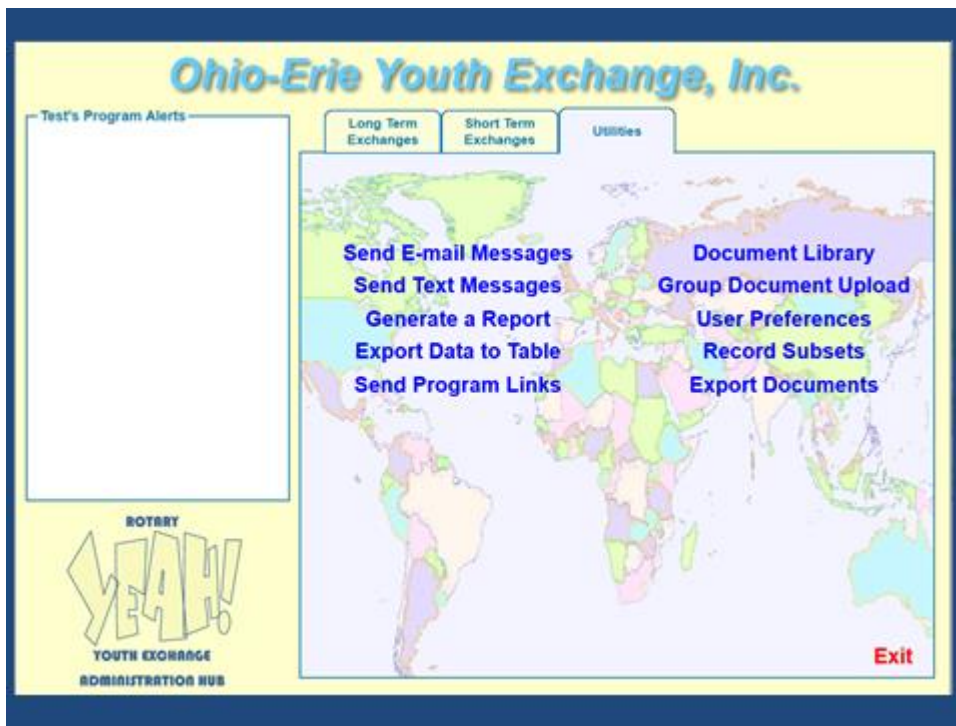 Ohio-Erie Youth Exchange, Inc.
Test's Program Alerts
Long Term
Exchanges
Short Term
Exchanges
Utilities
Send E-mail Messages
Send Text Messages
Generate a Report
Export Data to Table
Send Program Links
Document Library
Group Document Upload
User Preferences
Record Subsets
Export Documents
ROTARY
YEAH!
YOUTH EXCHANGE
ADMINISTRATION HUB
Exit